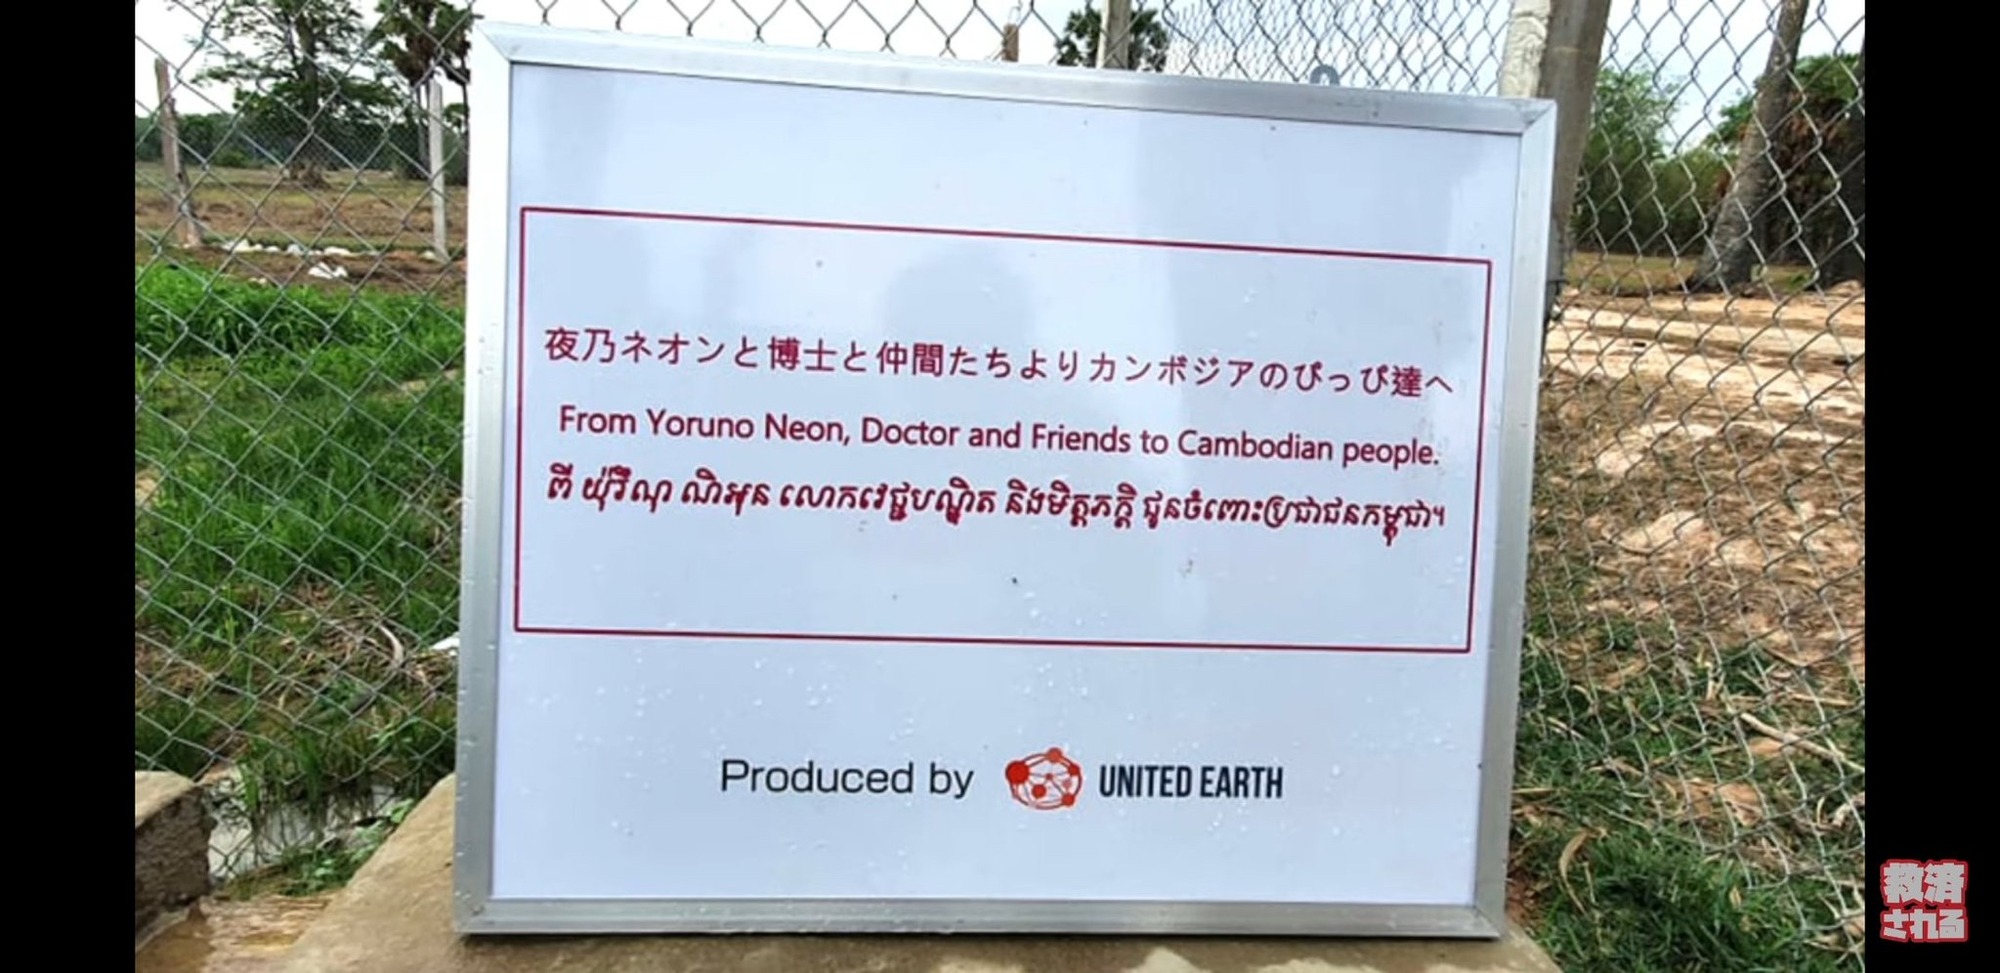 夜乃ネオンと博士と仲間たちよりカンボジアのぴっぴ達へ
From Yoruno Neon, Doctor and Friends to Cambodian people.
ពី យ៉ូរីណុ ណិអុន លោកវេជ្ជបណ្ឌិត និងមិត្តភក្តិ ជូនចំពោះប្រជាជនកម្ពុជា។
Produced by UNITED EARTH
救済
される